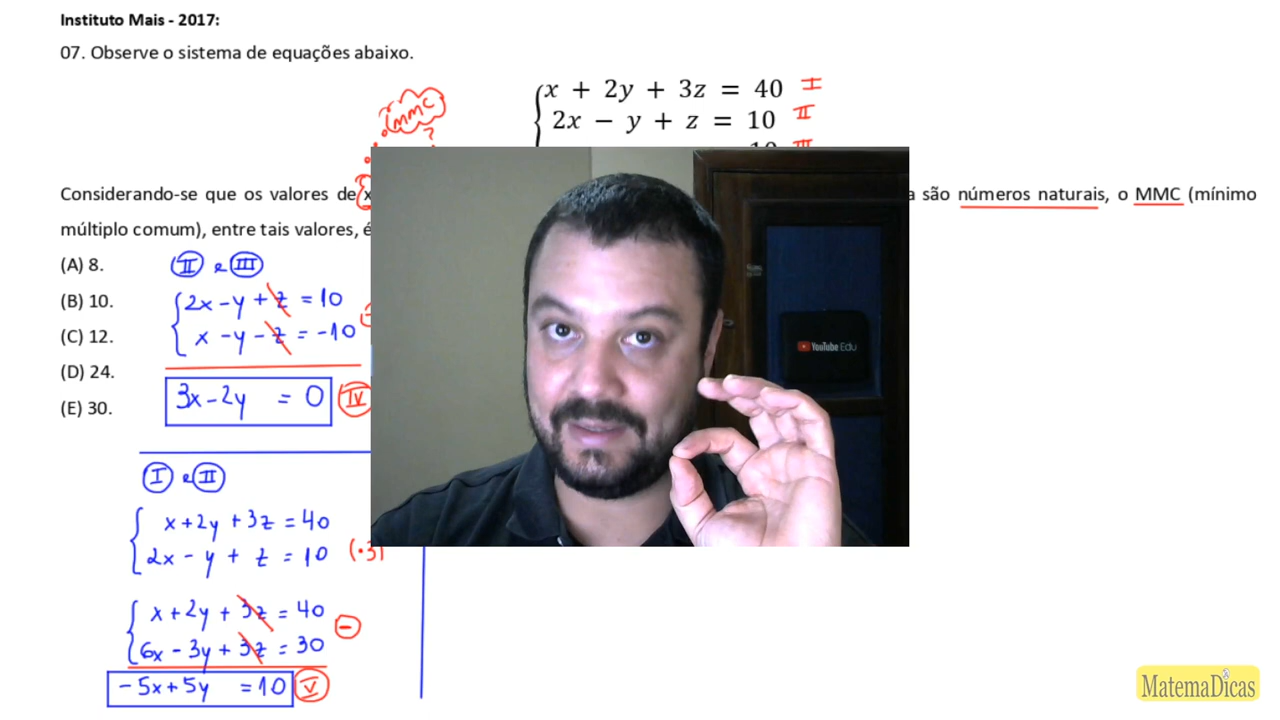 Instituto Mais - 2017:
07. Observe o sistema de equações abaixo.
x + 2y + 3z = 40 I
2x − y + z = 10 II
10 III
MMC
?
Considerando-se que os valores de x
a são números naturais, o MMC (mínimo
múltiplo comum), entre tais valores, é
(A) 8.
(B) 10.
(C) 12.
(D) 24.
(E) 30.
II e III
2x - y + z = 10
x - y - z = -10
3x - 2y = 0 IV
I e II
x + 2y + 3z = 40
2x - y + z = 10 (·3)
x + 2y + 3z = 40
6x - 3y + 3z = 30
-
-5x + 5y = 10 V
YouTube Edu
MatemaDicas